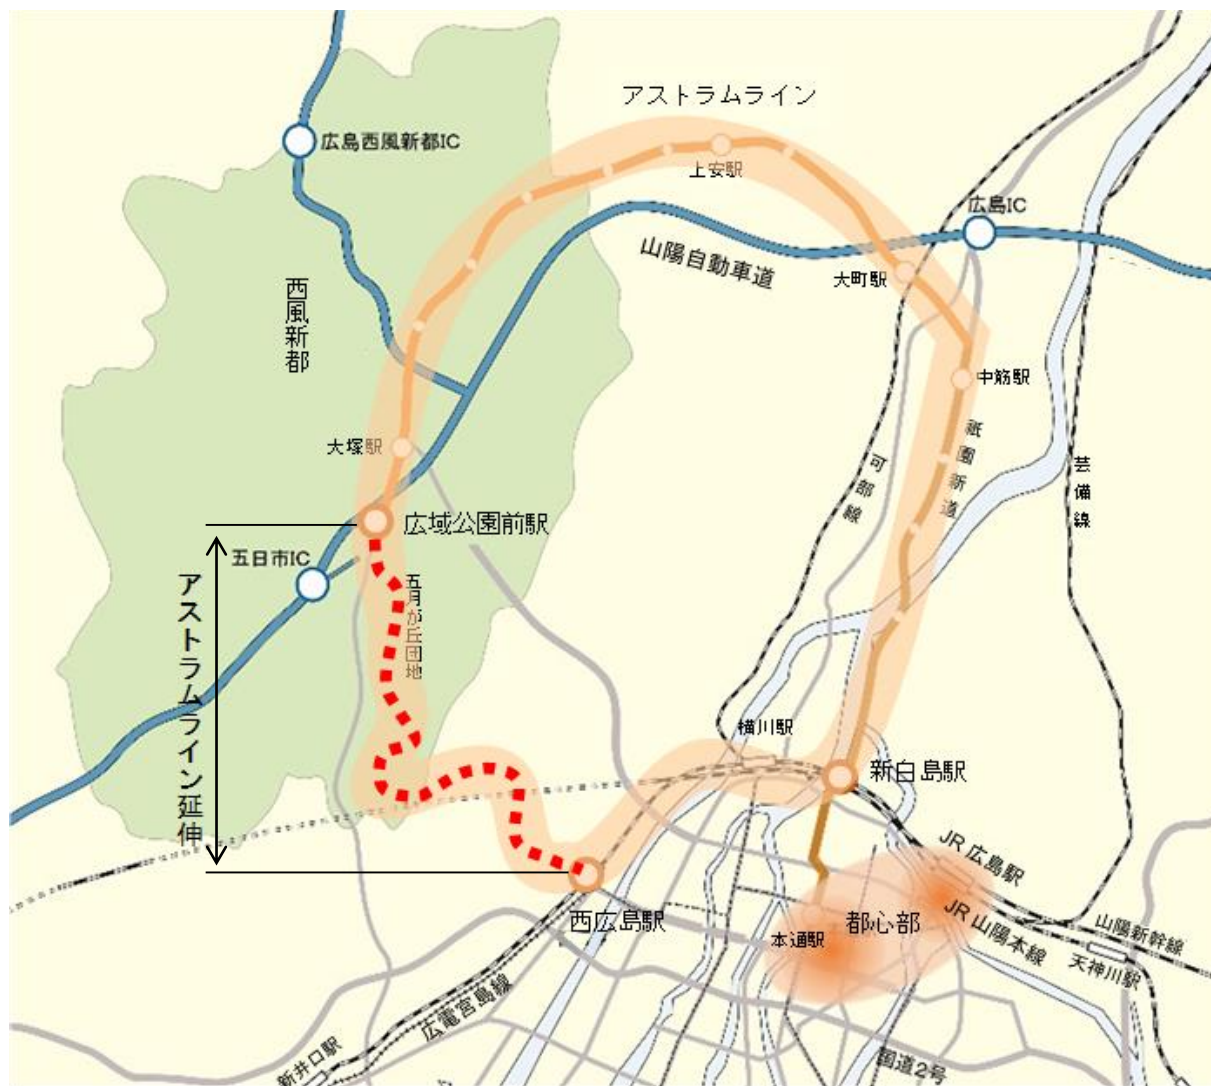 アストラムライン
広島西風新都IC
上安駅
広島IC
山陽自動車道
大町駅
西風新都
中筋駅
祇園新道
大塚駅
可部線
芸備線
広域公園前駅
五日市IC
アストラムライン延伸
五月が丘団地
横川駅
新白島駅
JR 広島駅
西広島駅
都心部
本通駅
JR 山陽本線
山陽新幹線
天神川駅
広電宮島線
新井口駅
国道2号